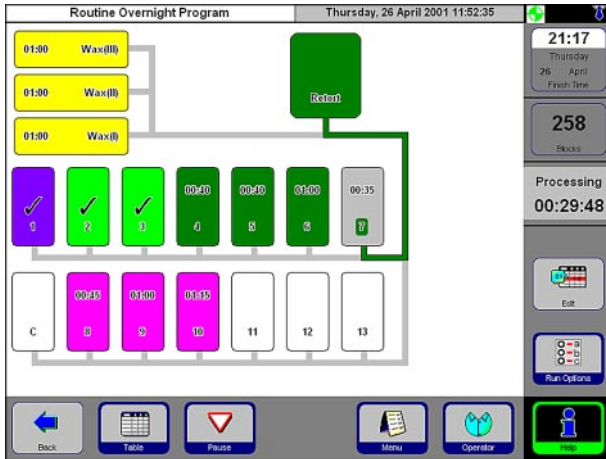 Routine Overnight Program
Thursday, 26 April 2001 11:52:35
01:00 Wax(III)
01:00 Wax(II)
01:00 Wax(I)
Retort
1
2
3
00:40
4
00:40
5
01:00
6
00:35
7
C
00:45
8
01:00
9
01:15
10
11
12
13
21:17
Thursday
26 April
Finish Time
258
Blocks
Processing
00:29:48
Edit
Run Options
Back
Table
Pause
Menu
Operator
Help